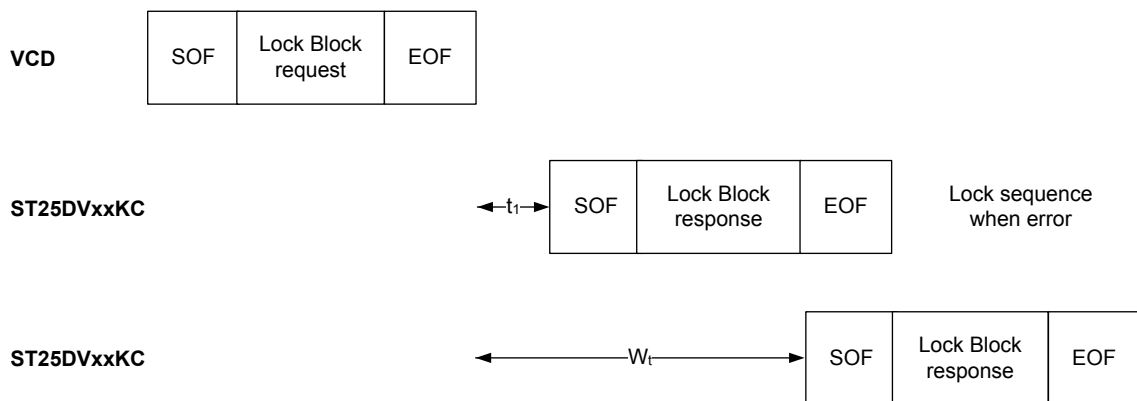 VCD
SOF
Lock Block
request
EOF
ST25DVxxKC
t1
SOF
Lock Block
response
EOF
Lock sequence
when error
ST25DVxxKC
Wt
SOF
Lock Block
response
EOF